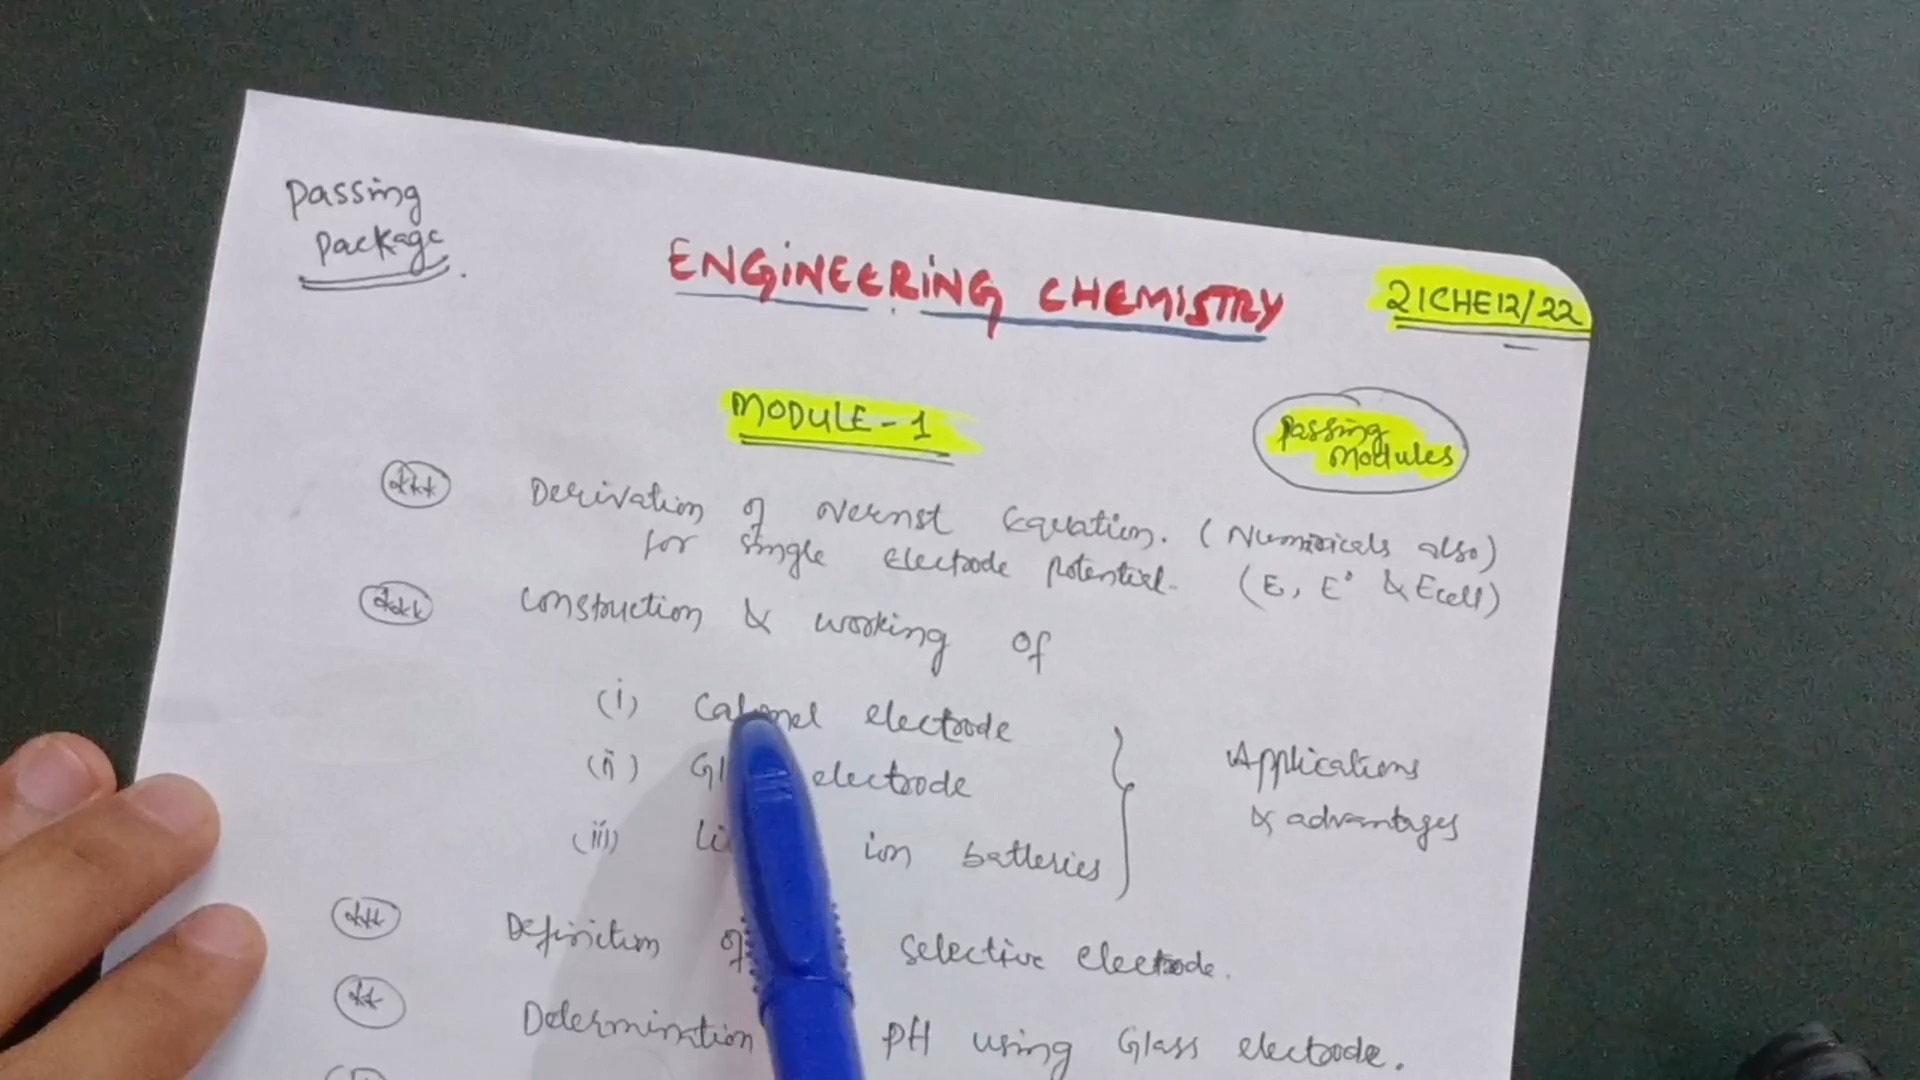 Passing
Package.
ENGINEERING CHEMISTRY
21CHE12/22
MODULE-1
Passing
Modules
*** Derivation of Nernst Equation. (Numericals also)
for single electrode potential. (E, E° & Ecell)
*** Construction & working of
(i) Calomel electrode
(ii) electrode
(iii) ion batteries
Applications
& advantages
** Definition of selective electrode.
** Determination pH using Glass electrode.